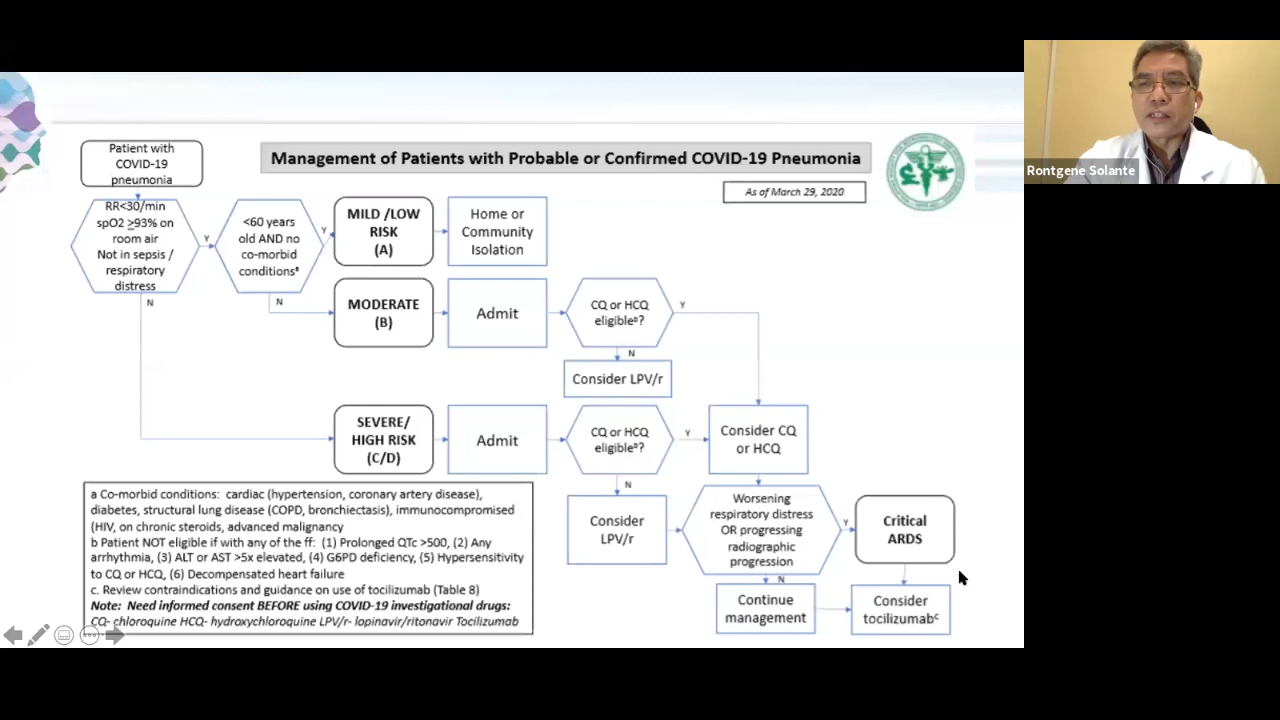 Rontgene Solante
Management of Patients with Probable or Confirmed COVID-19 Pneumonia
As of March 29, 2020
Patient with
COVID-19
pneumonia
RR<30/min
spO2 ≥93% on
room air
Not in sepsis /
respiratory
distress
Y
N
<60 years
old AND no
co-morbid
conditionsª
Y
N
MILD /LOW
RISK
(A)
Home or
Community
Isolation
MODERATE
(B)
Admit
CQ or HCQ
eligibleᵇ?
Y
N
Consider LPV/r
SEVERE/
HIGH RISK
(C/D)
Admit
CQ or HCQ
eligibleᵇ?
Y
N
Consider CQ
or HCQ
Consider
LPV/r
Worsening
respiratory distress
OR progressing
radiographic
progression
Y
N
Critical
ARDS
Continue
management
Consider
tocilizumabᶜ
a Co-morbid conditions: cardiac (hypertension, coronary artery disease),
diabetes, structural lung disease (COPD, bronchiectasis), immunocompromised
(HIV, on chronic steroids, advanced malignancy
b Patient NOT eligible if with any of the ff: (1) Prolonged QTc >500, (2) Any
arrhythmia, (3) ALT or AST >5x elevated, (4) G6PD deficiency, (5) Hypersensitivity
to CQ or HCQ, (6) Decompensated heart failure
c. Review contraindications and guidance on use of tocilizumab (Table 8)
Note: Need informed consent BEFORE using COVID-19 investigational drugs:
CQ- chloroquine HCQ- hydroxychloroquine LPV/r- lopinavir/ritonavir Tocilizumab